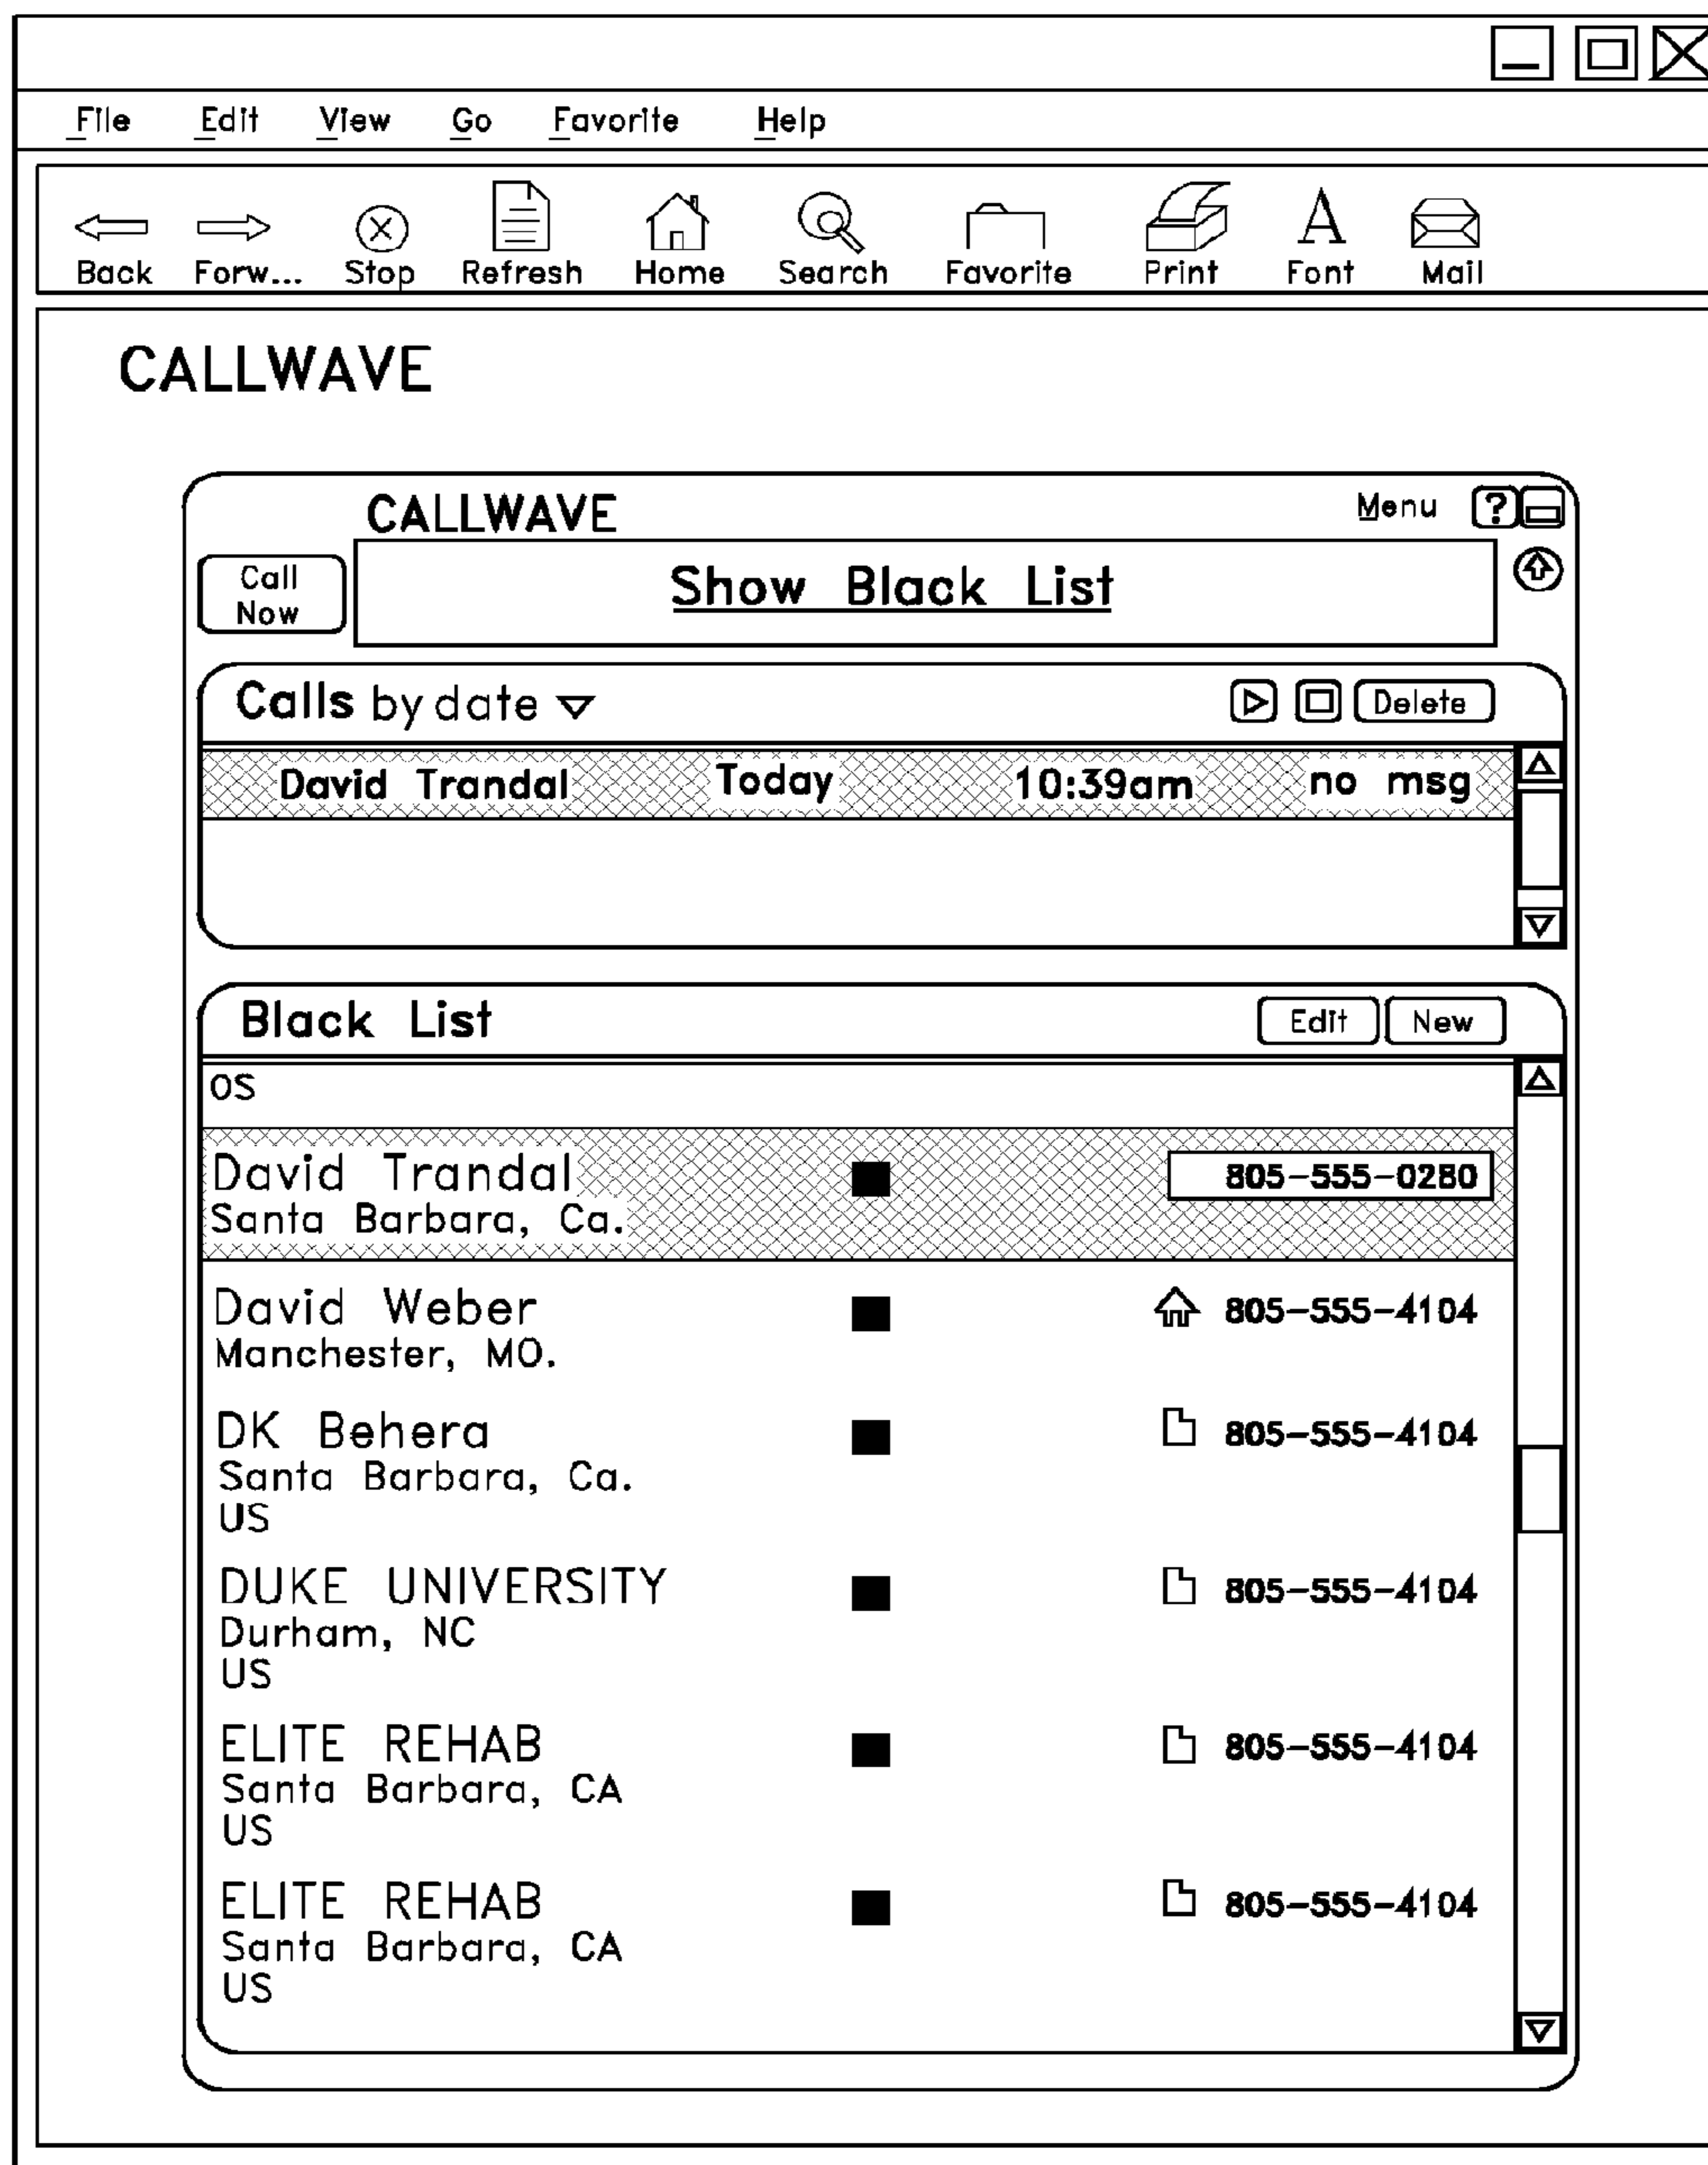 File Edit View Go Favorite Help
Back Forw... Stop Refresh Home Search Favorite Print Font Mail
CALLWAVE
CALLWAVE Menu ?
Call Now
Show Black List
Calls by date Delete
David Trandal Today 10:39am no msg
Black List Edit New
OS
David Trandal 805-555-0280
Santa Barbara, Ca.
David Weber 805-555-4104
Manchester, MO.
DK Behera 805-555-4104
Santa Barbara, Ca.
US
DUKE UNIVERSITY 805-555-4104
Durham, NC
US
ELITE REHAB 805-555-4104
Santa Barbara, CA
US
ELITE REHAB 805-555-4104
Santa Barbara, CA
US